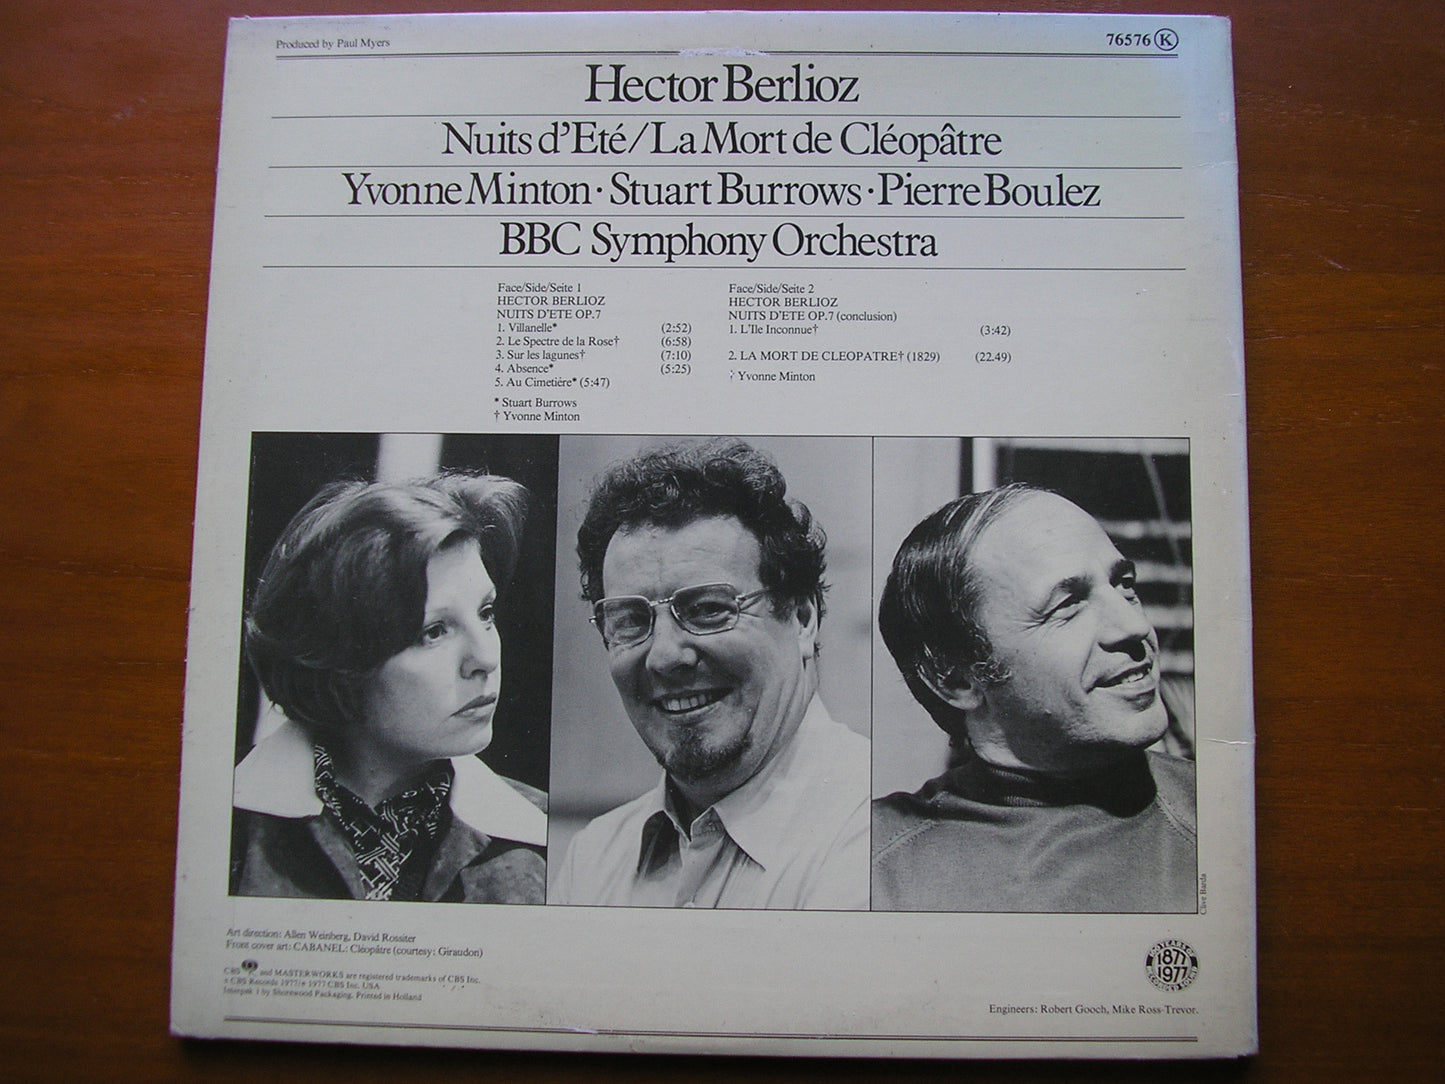 Produced by Paul Myers
76576 K
Hector Berlioz
Nuits d'Eté/La Mort de Cléopâtre
Yvonne Minton · Stuart Burrows · Pierre Boulez
BBC Symphony Orchestra
Face/Side/Seite 1
HECTOR BERLIOZ
NUITS D'ETE OP.7
1. Villanelle* (2:52)
2. Le Spectre de la Rose† (6:58)
3. Sur les lagunes† (7:10)
4. Absence* (5:25)
5. Au Cimetière* (5:47)
* Stuart Burrows
† Yvonne Minton
Face/Side/Seite 2
HECTOR BERLIOZ
NUITS D'ETE OP.7 (conclusion)
1. L'Ile Inconnue† (3:42)
2. LA MORT DE CLEOPATRE† (1829) (22.49)
† Yvonne Minton
Clive Barda
Art direction: Allen Weinberg, David Rossiter
Front cover art: CABANEL: Cléopâtre (courtesy: Giraudon)
CBS and MASTERWORKS are registered trademarks of CBS Inc.
CBS Records 1977/ 1977 CBS Inc. USA
Interpak by Shorewood Packaging. Printed in Holland
100 YEARS OF
1877
1977
RECORDED SOUND
Engineers: Robert Gooch, Mike Ross-Trevor.